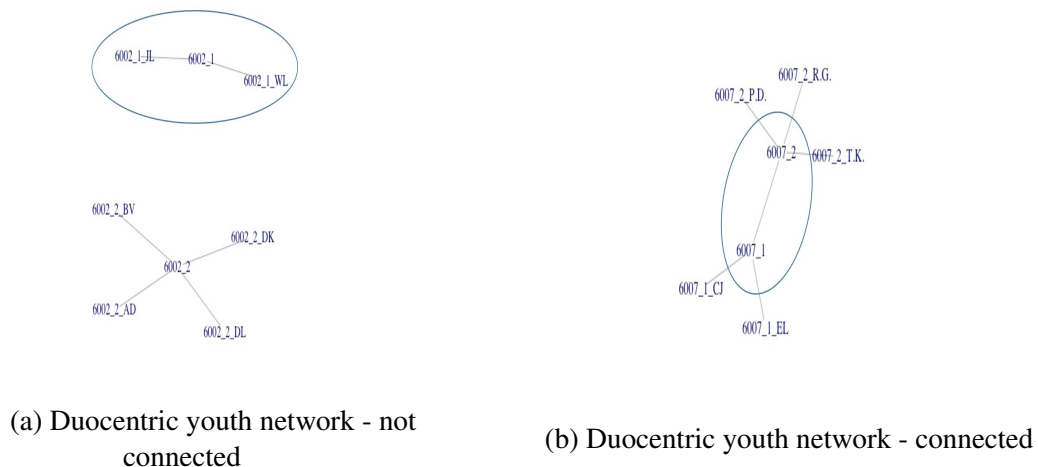 6002_1_JL
6002_1
6002_1_WL
6002_2_BV
6002_2_DK
6002_2
6002_2_AD
6002_2_DL
(a) Duocentric youth network - not
connected
6007_2_R.G.
6007_2_P.D.
6007_2
6007_2_T.K.
6007_1
6007_1_CJ
6007_1_EL
(b) Duocentric youth network - connected